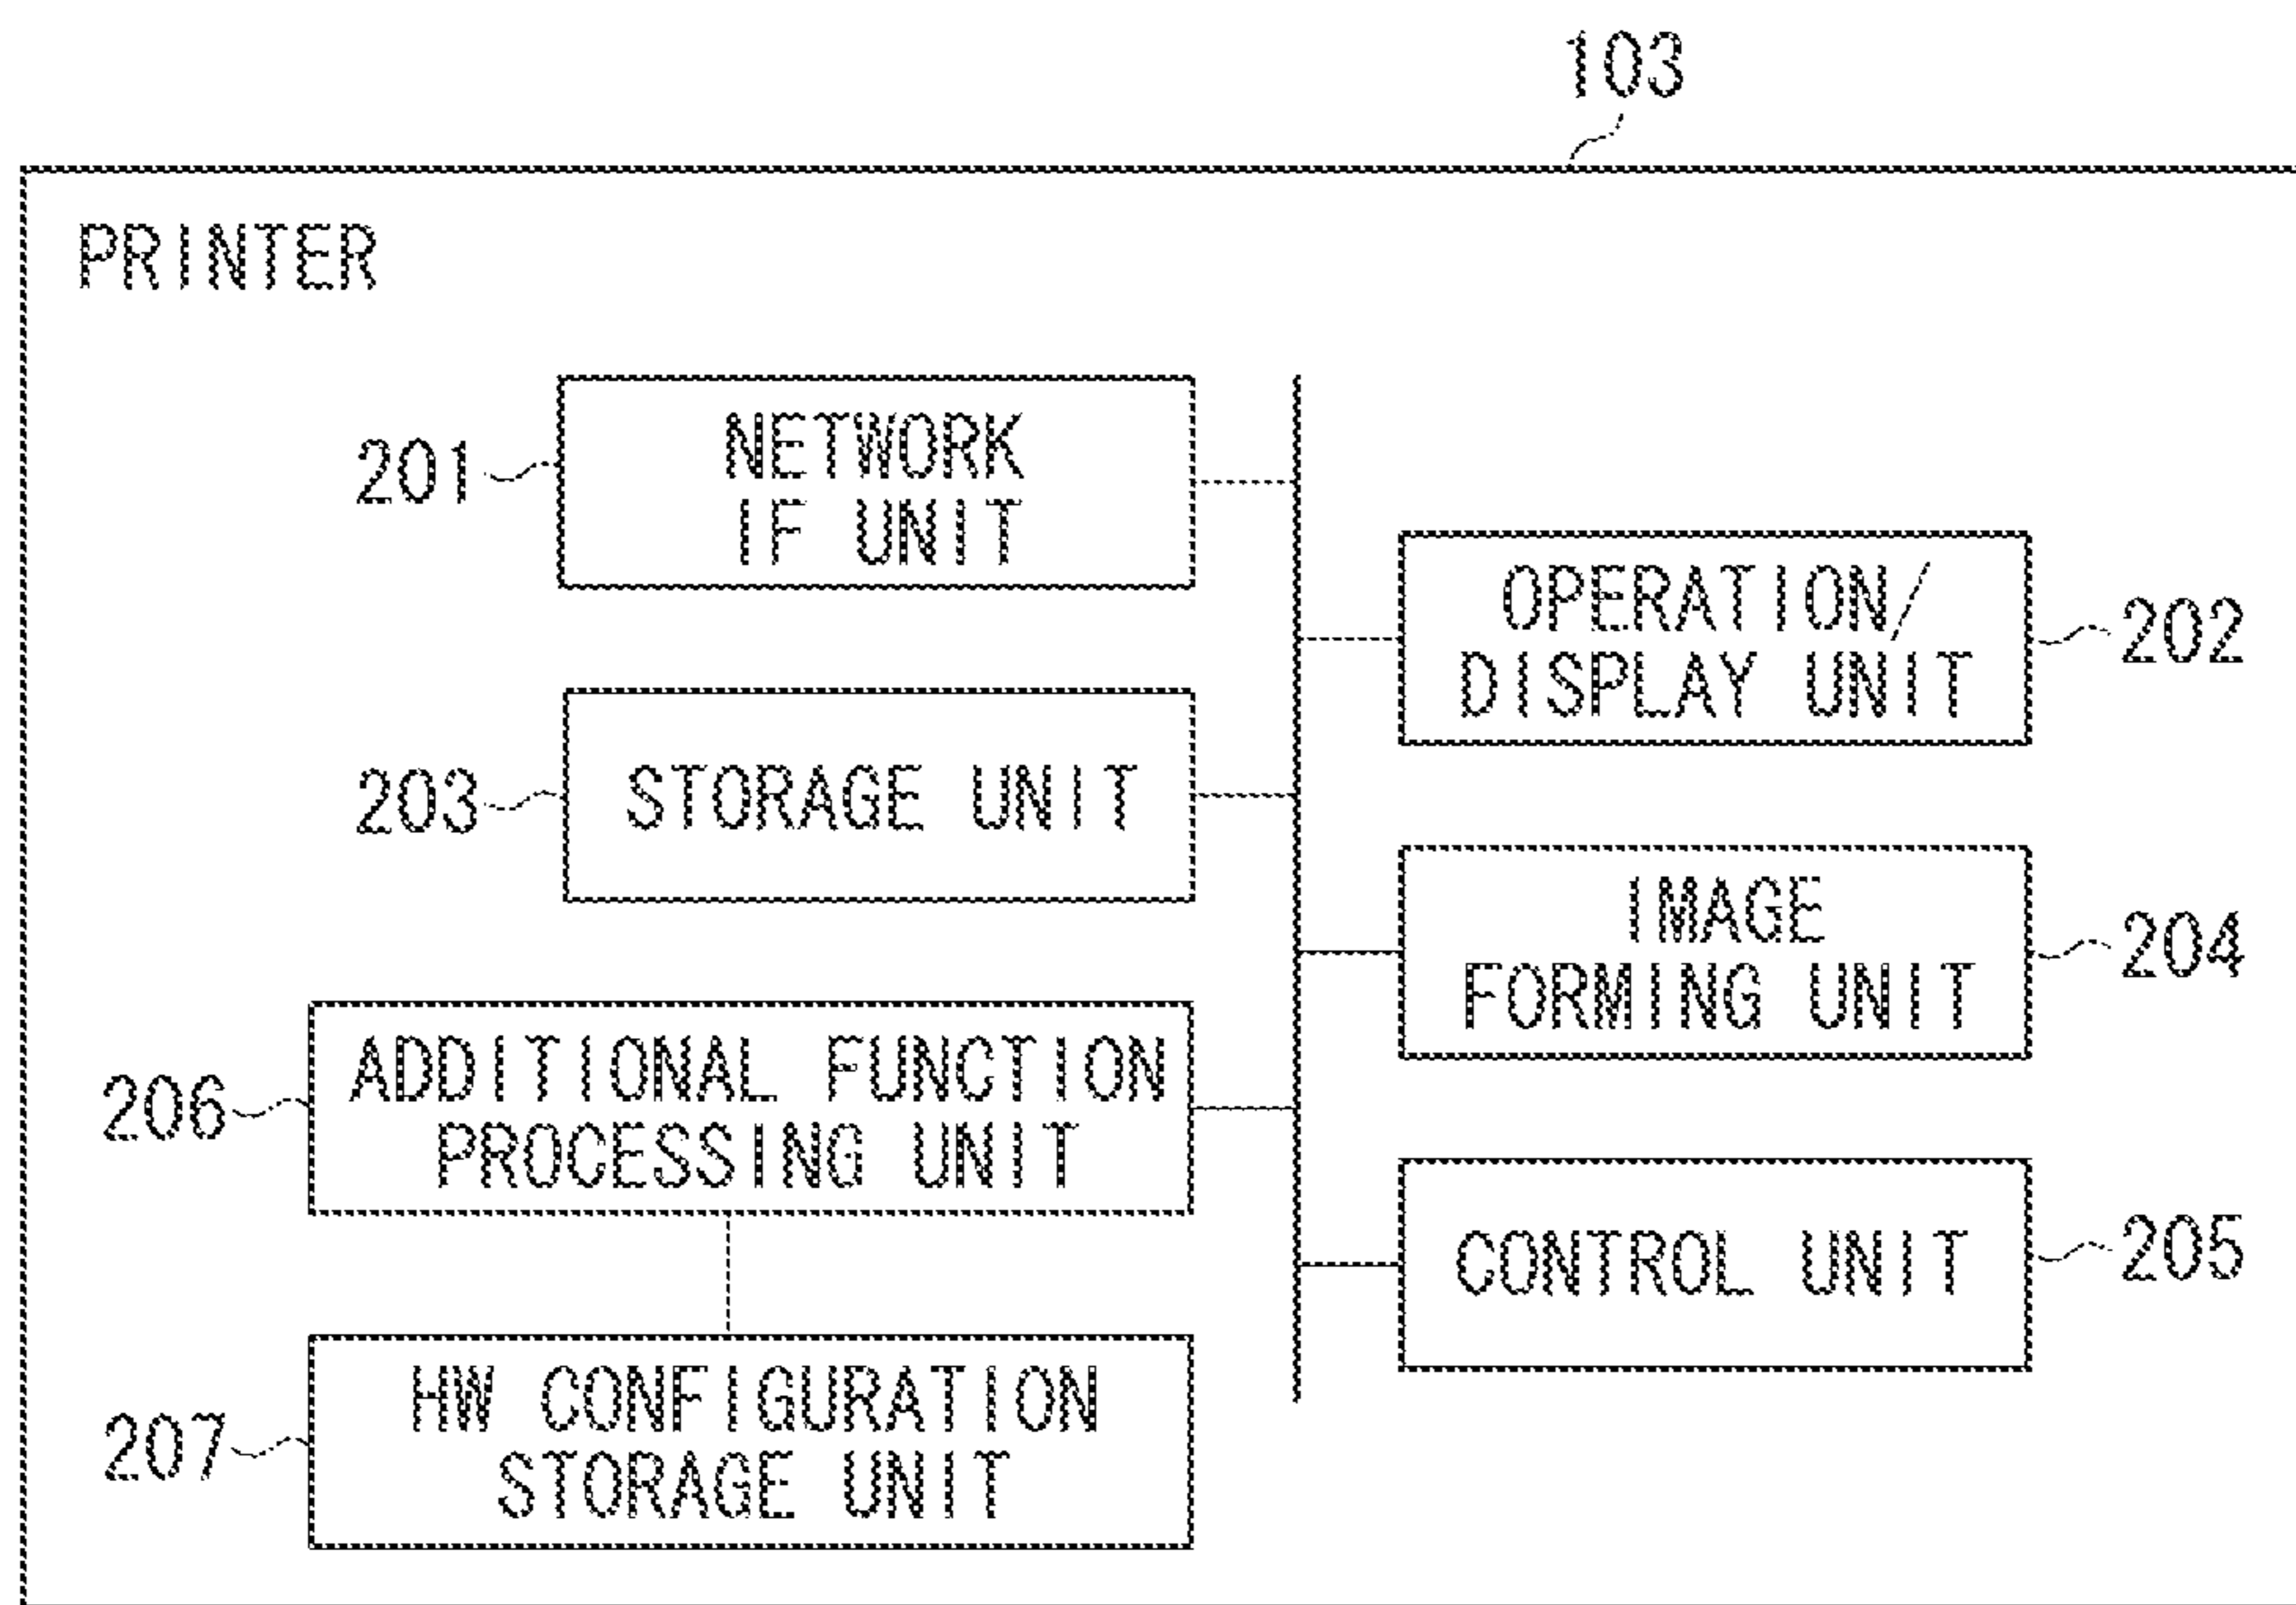 103
PRINTER
201
NETWORK
IF UNIT
OPERATION/
DISPLAY UNIT
202
203
STORAGE UNIT
IMAGE
FORMING UNIT
204
206
ADDITIONAL FUNCTION
PROCESSING UNIT
CONTROL UNIT
205
207
HW CONFIGURATION
STORAGE UNIT